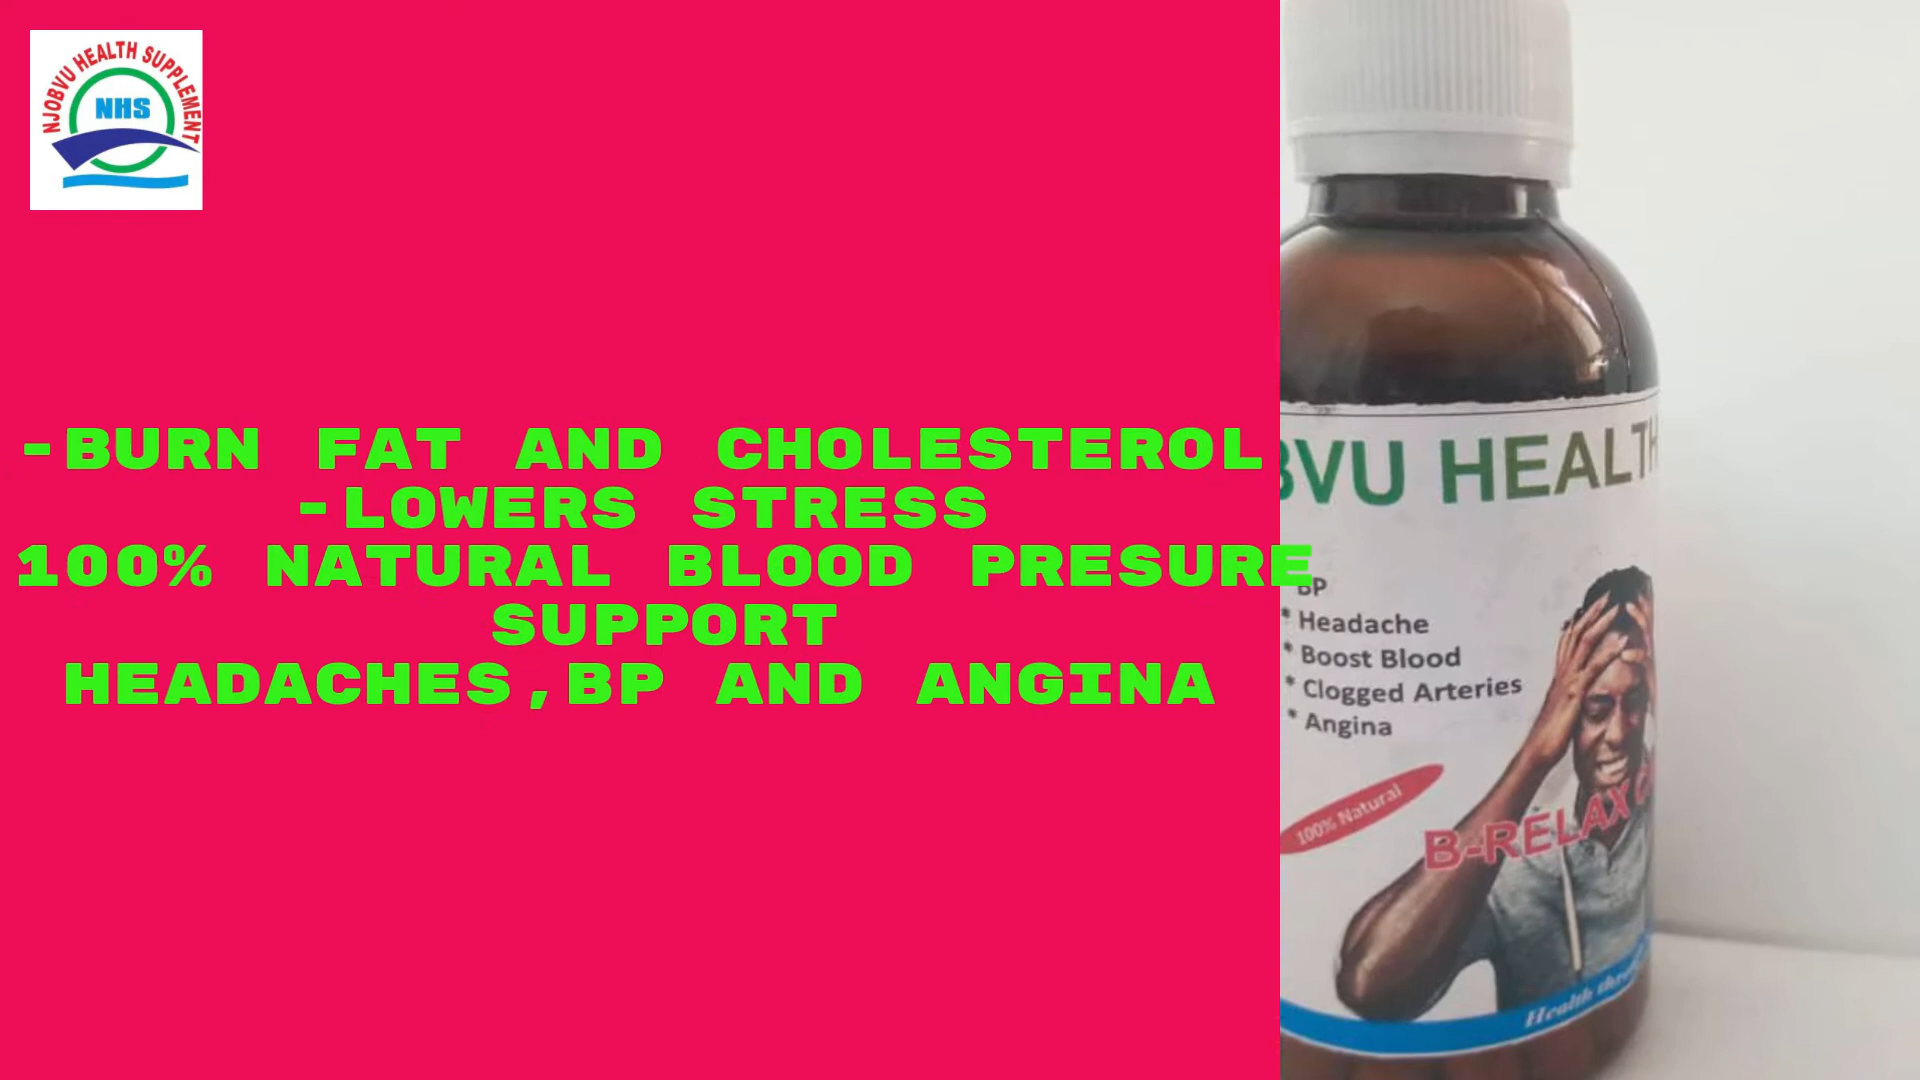 NJOBVU HEALTH SUPPLEMENT
NHS
-BURN FAT AND CHOLESTEROL
-LOWERS STRESS
100% NATURAL BLOOD PRESURE
SUPPORT
HEADACHES,BP AND ANGINA
BVU HEALTH
BP
* Headache
* Boost Blood
* Clogged Arteries
* Angina
100% Natural
B-RELAX
Health